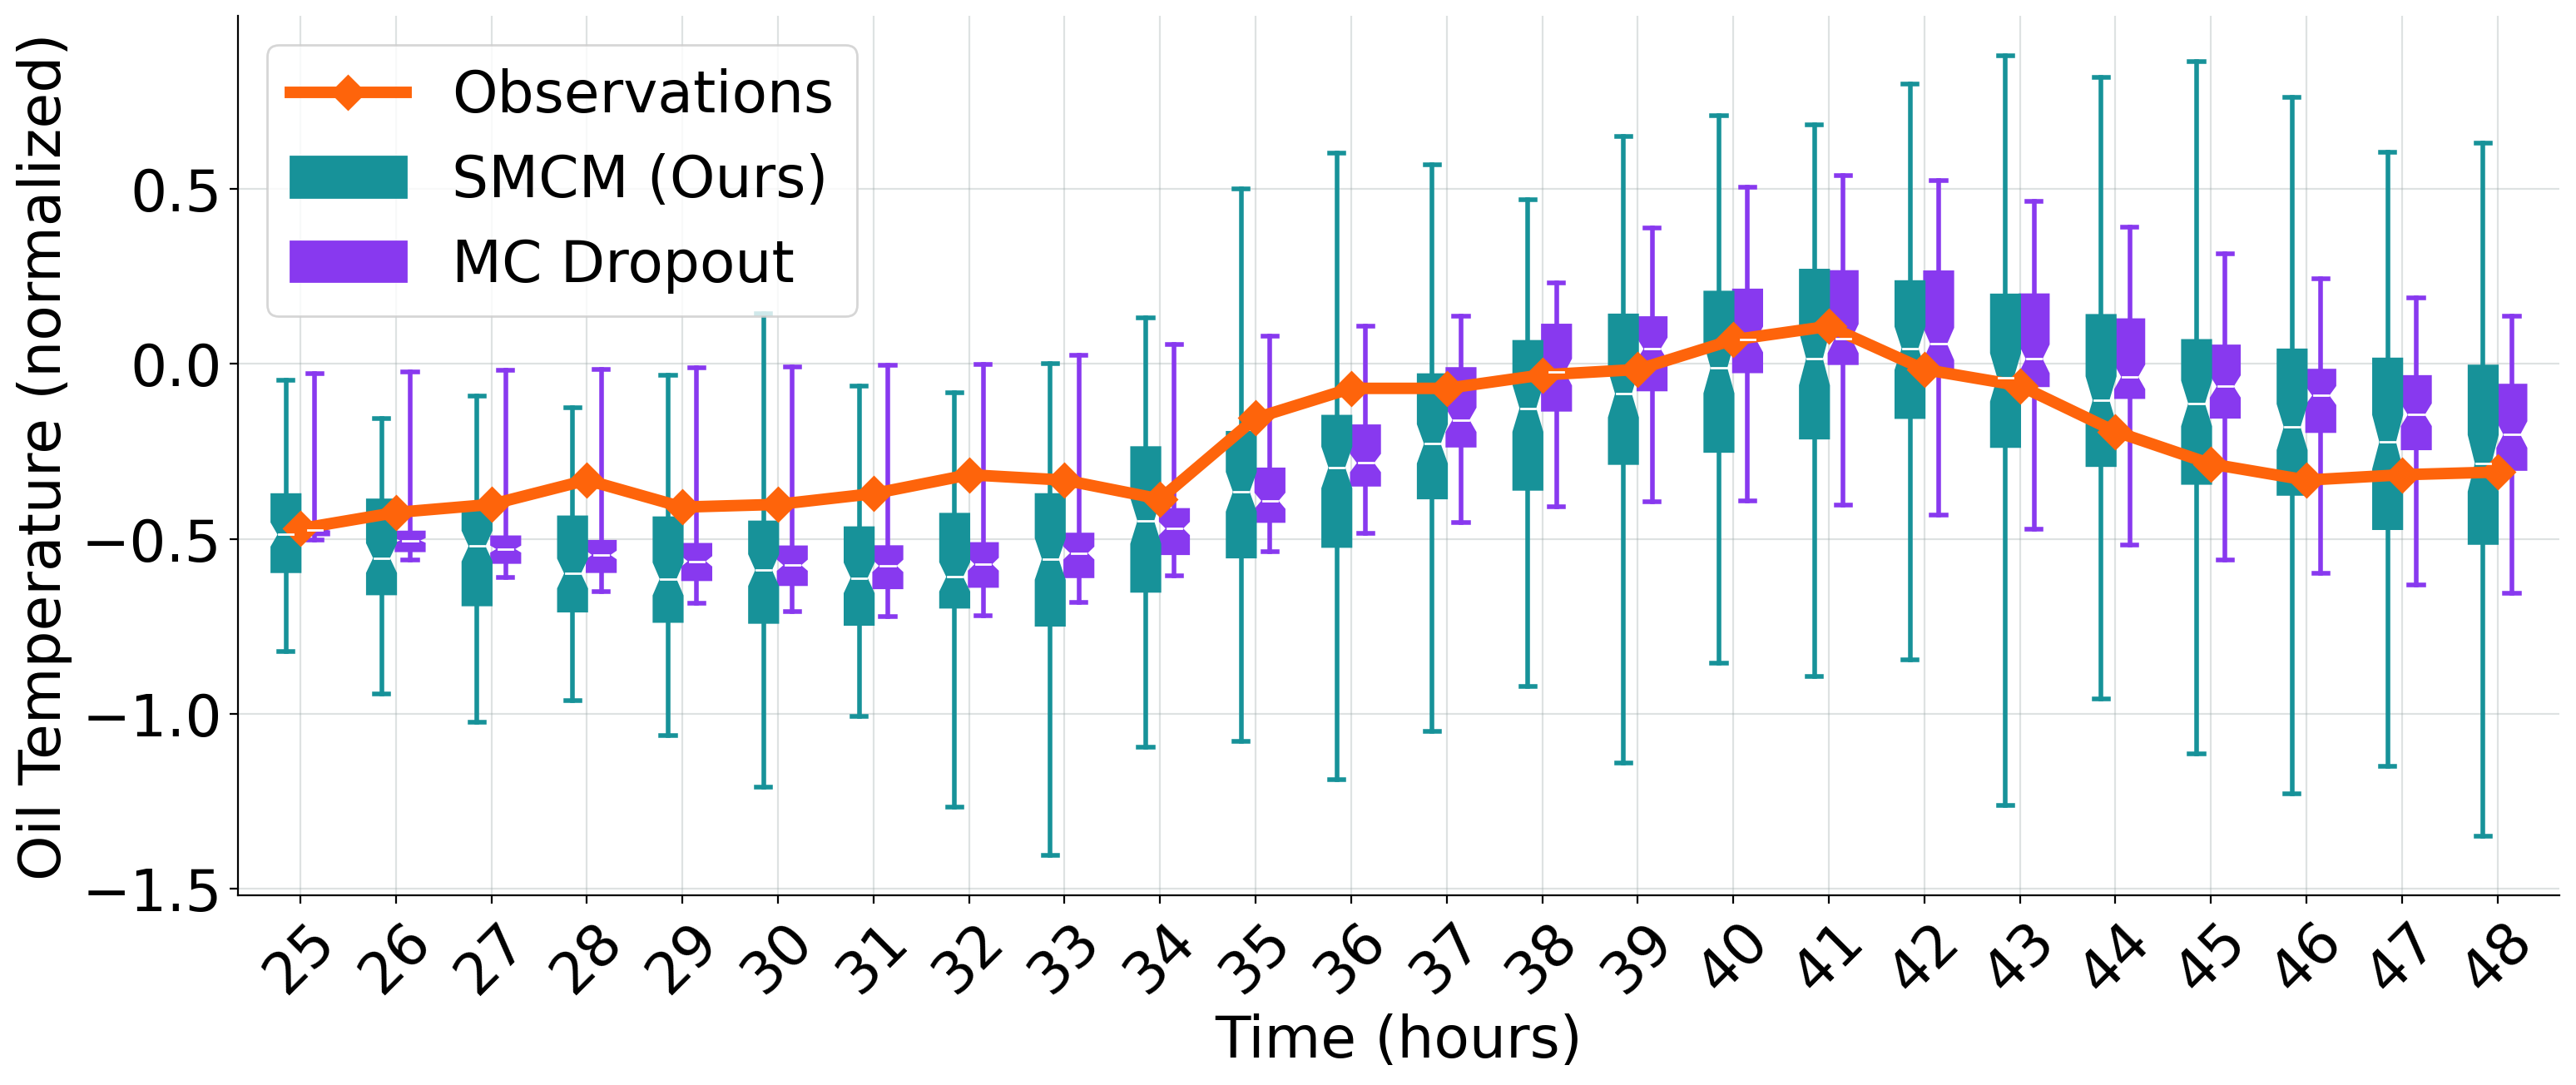 Oil Temperature (normalized)
0.5
0.0
−0.5
−1.0
−1.5
Observations
SMCM (Ours)
MC Dropout
25 26 27 28 29 30 31 32 33 34 35 36 37 38 39 40 41 42 43 44 45 46 47 48
Time (hours)